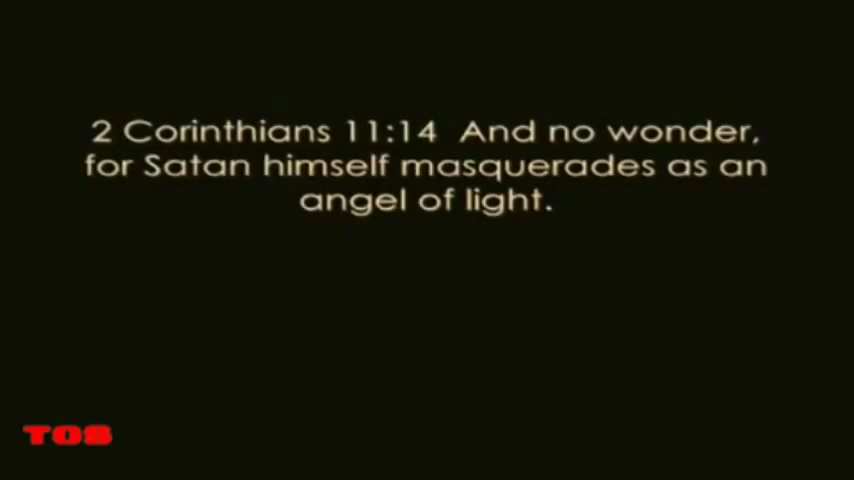 2 Corinthians 11:14  And no wonder,
for Satan himself masquerades as an
angel of light.
TOS